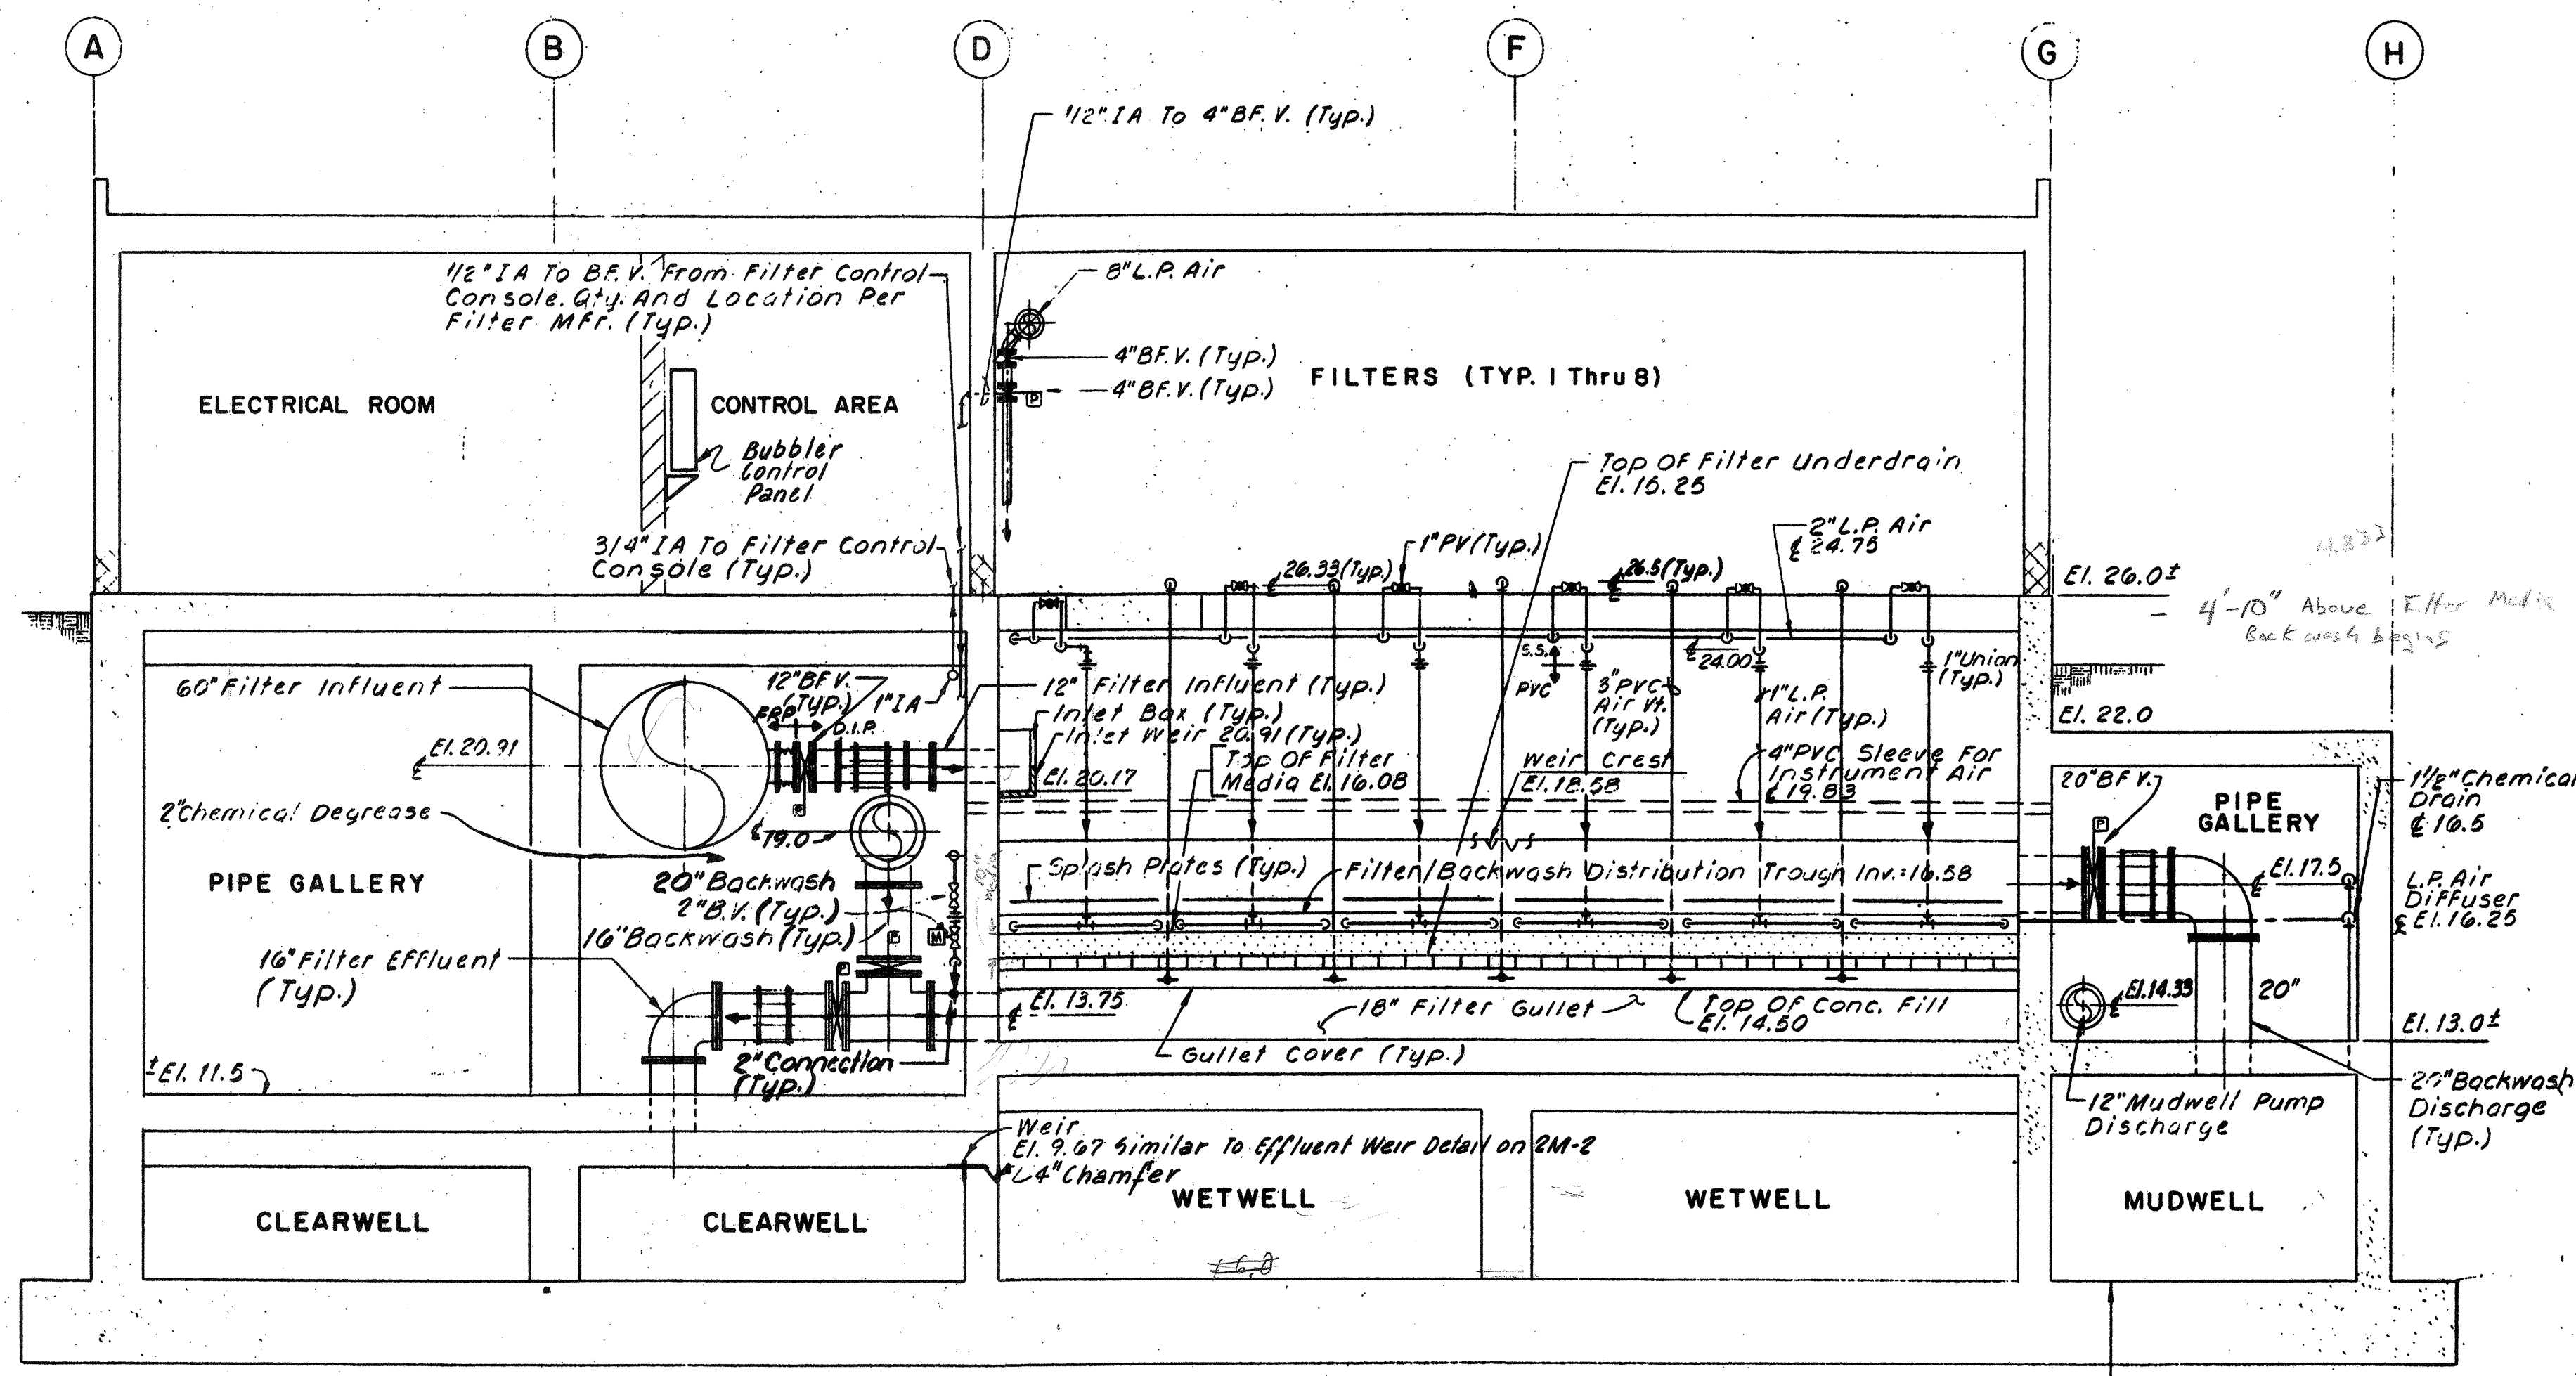 A
B
D
F
G
H
1/2" IA To 4" BF. V. (Typ.)
1/2" IA To BF. V. From Filter Control
Console. Qty. And Location Per
Filter Mfr. (Typ.)
8" L.P. Air
4" BF. V. (Typ.)
4" BF. V. (Typ.)
P
FILTERS (TYP. 1 Thru 8)
ELECTRICAL ROOM
CONTROL AREA
Bubbler
Control
Panel
Top Of Filter Underdrain
El. 15.25
3/4" IA To Filter Control
Console (Typ.)
1" PV (Typ.)
2" L.P. Air
℄ 24.75
℄ 26.33 (Typ.)
℄ 26.5 (Typ.)
El. 26.0±
4'-10" Above Filter Media
Backwash begins
60" Filter Influent
12" BF V.
(Typ.)
1" IA
FRP
D.I.P.
12" Filter Influent (Typ.)
Inlet Box (Typ.)
Inlet Weir 20.91 (Typ.)
Top Of Filter
Media El. 16.08
El. 20.17
S.S.
PVC
3" PVC
Air Vt.
(Typ.)
℄ 24.00
1" L.P.
Air (Typ.)
1" Union
(Typ.)
El. 22.0
℄ El. 20.91
Weir Crest
El. 18.58
4" PVC Sleeve For
Instrument Air
℄ 19.83
20" BF V.
P
PIPE
GALLERY
1 1/2" Chemical
Drain
℄ 16.5
2" Chemical Degrease
P
℄ 19.0
PIPE GALLERY
20" Backwash
2" B.V. (Typ.)
16" Backwash (Typ.)
P
M
Splash Plates (Typ.)
Filter/Backwash Distribution Trough Inv.: 16.58
℄ El. 17.5
L.P. Air
Diffuser
℄ El. 16.25
16" Filter Effluent
(Typ.)
P
℄ El. 13.75
18" Filter Gullet
Top Of Conc. Fill
El. 14.50
℄ El. 14.33
20"
El. 13.0±
2" Connection
(Typ.)
Gullet Cover (Typ.)
± El. 11.5
12" Mudwell Pump
Discharge
20" Backwash
Discharge
(Typ.)
Weir
El. 9.67 Similar To Effluent Weir Detail on 2M-2
4" Chamfer
CLEARWELL
CLEARWELL
WETWELL
WETWELL
MUDWELL